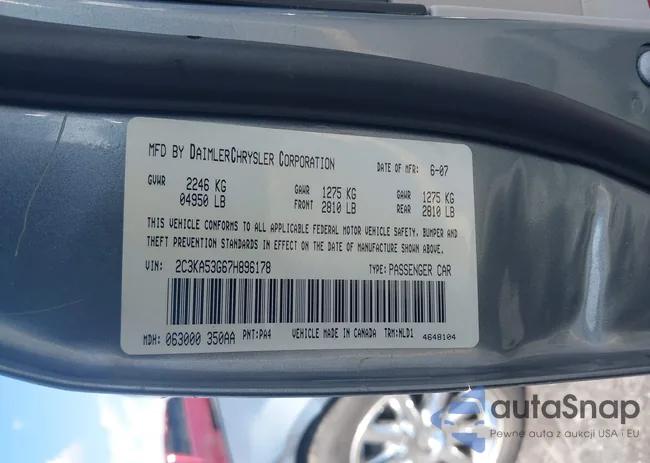 MFD BY DAIMLERCHRYSLER CORPORATION DATE OF MFR: 6-07
GVWR 2246 KG GAWR 1275 KG GAWR 1275 KG
04950 LB FRONT 2810 LB REAR 2810 LB
THIS VEHICLE CONFORMS TO ALL APPLICABLE FEDERAL MOTOR VEHICLE SAFETY, BUMPER AND
THEFT PREVENTION STANDARDS IN EFFECT ON THE DATE OF MANUFACTURE SHOWN ABOVE.
VIN: 2C3KA53G67H896178 TYPE: PASSENGER CAR
MDH: 063000 350AA PNT:PA4 VEHICLE MADE IN CANADA TRM:NLD1 4648104
autaSnap
Pewne auta z aukcji USA i EU